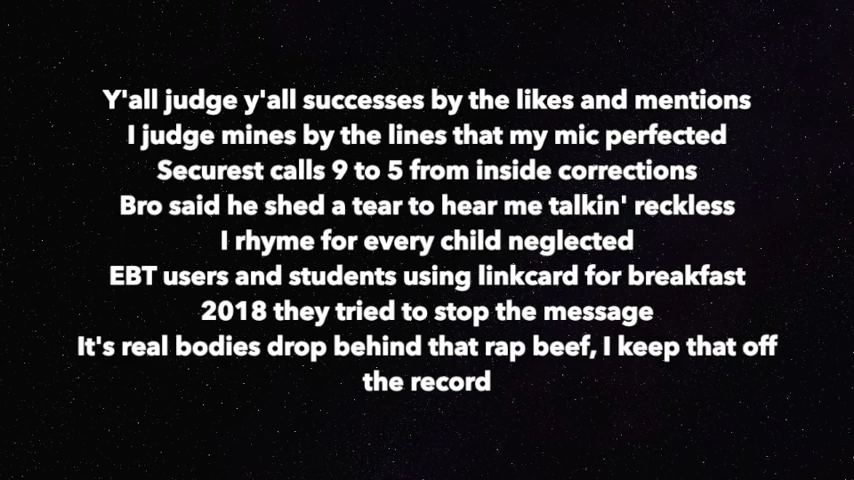 Y'all judge y'all successes by the likes and mentions
I judge mines by the lines that my mic perfected
Securest calls 9 to 5 from inside corrections
Bro said he shed a tear to hear me talkin' reckless
I rhyme for every child neglected
EBT users and students using linkcard for breakfast
2018 they tried to stop the message
It's real bodies drop behind that rap beef, I keep that off
the record